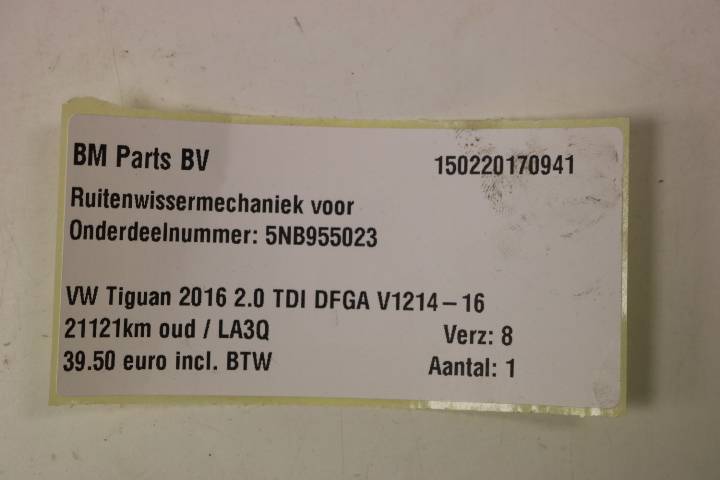 BM Parts BV 150220170941
Ruitenwissermechaniek voor
Onderdeelnummer: 5NB955023
VW Tiguan 2016 2.0 TDI DFGA V1214-16
21121km oud / LA3Q Verz: 8
39.50 euro incl. BTW Aantal: 1